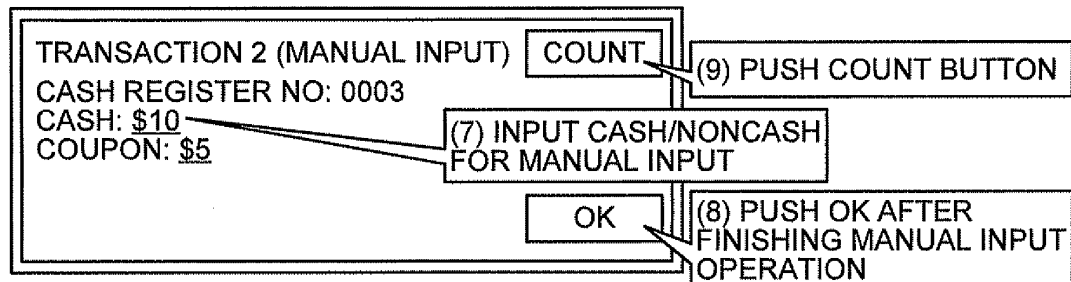 TRANSACTION 2 (MANUAL INPUT)
COUNT
(9) PUSH COUNT BUTTON
CASH REGISTER NO: 0003
CASH: $10
(7) INPUT CASH/NONCASH
FOR MANUAL INPUT
COUPON: $5
OK
(8) PUSH OK AFTER
FINISHING MANUAL INPUT
OPERATION